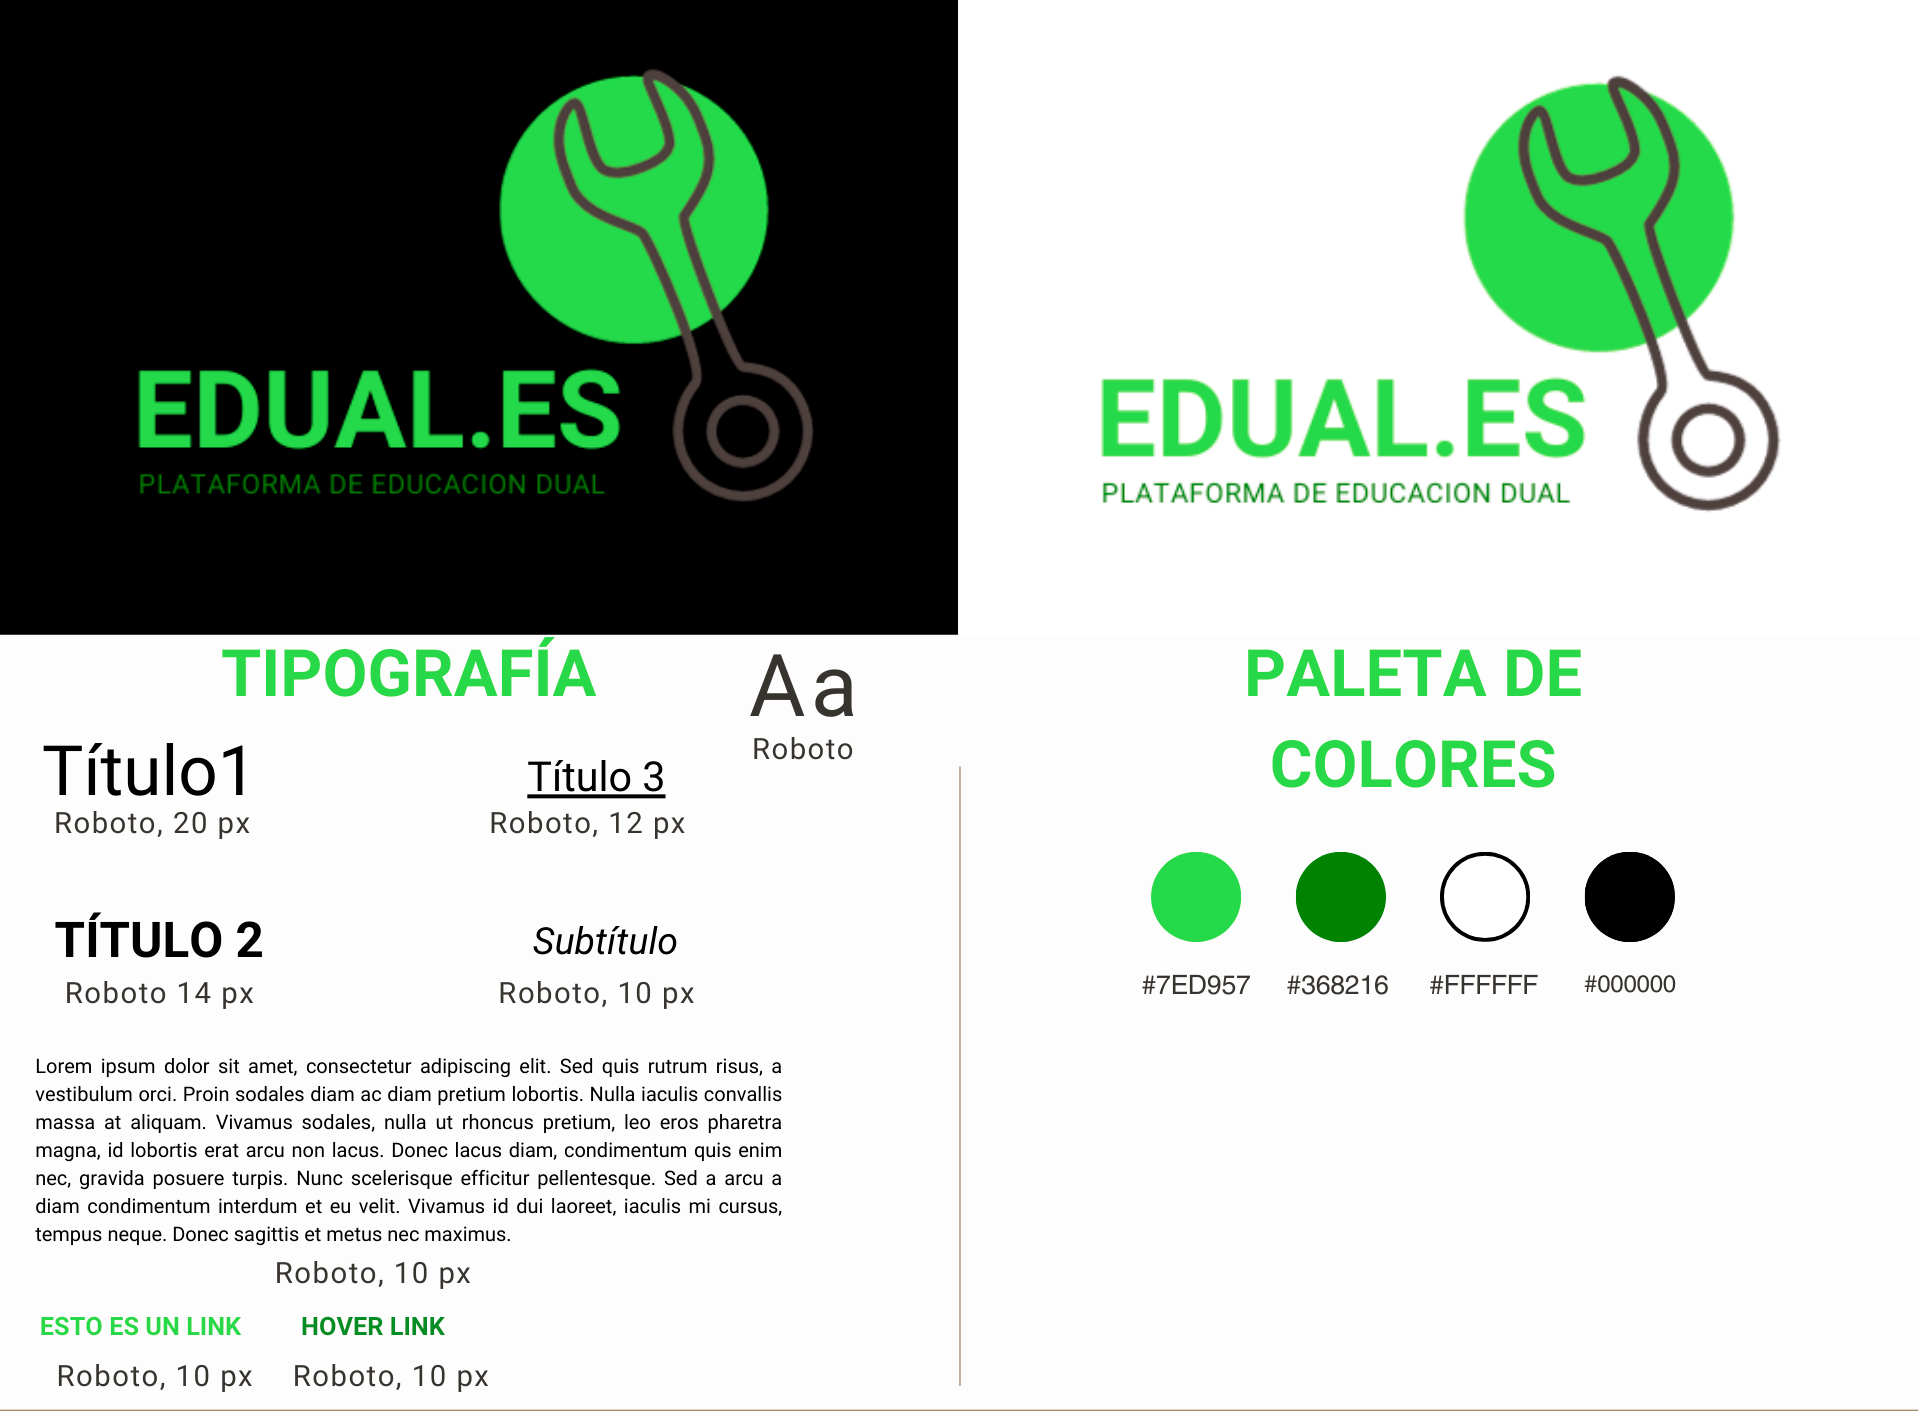 EDUAL.ES
PLATAFORMA DE EDUCACION DUAL
EDUAL.ES
PLATAFORMA DE EDUCACION DUAL
TIPOGRAFÍA
Aa
Roboto
Título1
Roboto, 20 px
Título 3
Roboto, 12 px
TÍTULO 2
Roboto 14 px
Subtítulo
Roboto, 10 px
Lorem ipsum dolor sit amet, consectetur adipiscing elit. Sed quis rutrum risus, a
vestibulum orci. Proin sodales diam ac diam pretium lobortis. Nulla iaculis convallis
massa at aliquam. Vivamus sodales, nulla ut rhoncus pretium, leo eros pharetra
magna, id lobortis erat arcu non lacus. Donec lacus diam, condimentum quis enim
nec, gravida posuere turpis. Nunc scelerisque efficitur pellentesque. Sed a arcu a
diam condimentum interdum et eu velit. Vivamus id dui laoreet, iaculis mi cursus,
tempus neque. Donec sagittis et metus nec maximus.
Roboto, 10 px
ESTO ES UN LINK
HOVER LINK
Roboto, 10 px
Roboto, 10 px
PALETA DE
COLORES
#7ED957
#368216
#FFFFFF
#000000